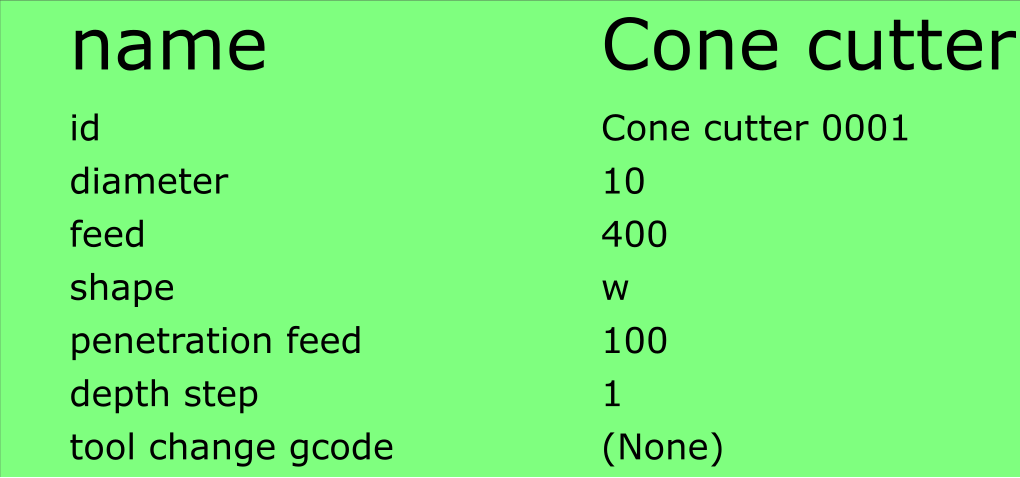 name Cone cutter
id Cone cutter 0001
diameter 10
feed 400
shape w
penetration feed 100
depth step 1
tool change gcode (None)